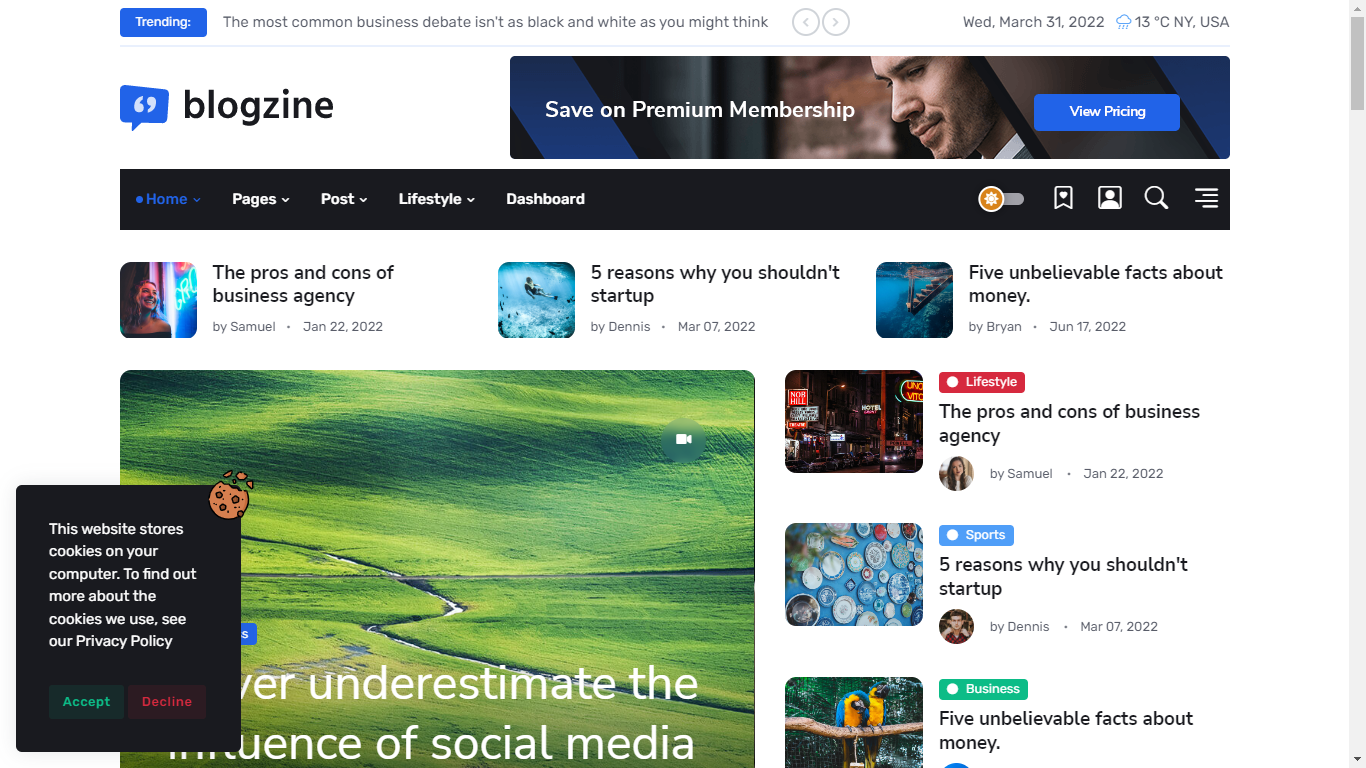 Trending:
The most common business debate isn't as black and white as you might think
Wed, March 31, 2022
13 °C NY, USA
blogzine
Save on Premium Membership
View Pricing
Home
Pages
Post
Lifestyle
Dashboard
The pros and cons of
business agency
by Samuel • Jan 22, 2022
5 reasons why you shouldn't
startup
by Dennis • Mar 07, 2022
Five unbelievable facts about
money.
by Bryan • Jun 17, 2022
NOB
HILL
HOTEL
Lifestyle
The pros and cons of business
agency
by Samuel • Jan 22, 2022
Sports
5 reasons why you shouldn't
startup
by Dennis • Mar 07, 2022
Business
Five unbelievable facts about
money.
ver underestimate the
influence of social media
This website stores
cookies on your
computer. To find out
more about the
cookies we use, see
our Privacy Policy
Accept
Decline